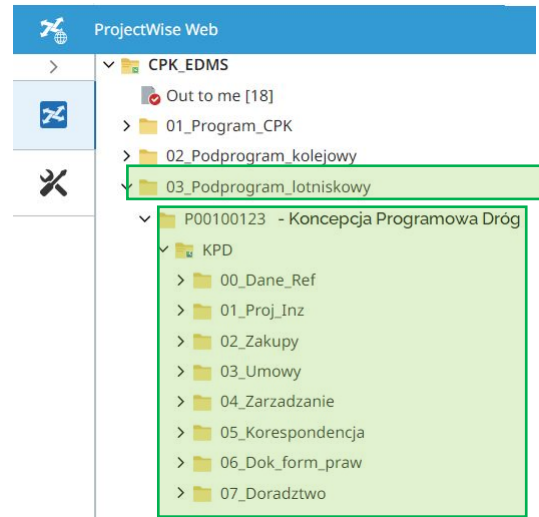 ProjectWise Web
CPK_EDMS
Out to me [18]
01_Program_CPK
02_Podprogram_kolejowy
03_Podprogram_lotniskowy
P00100123 - Koncepcja Programowa Dróg
KPD
00_Dane_Ref
01_Proj_Inz
02_Zakupy
03_Umowy
04_Zarzadzanie
05_Korespondencja
06_Dok_form_praw
07_Doradztwo